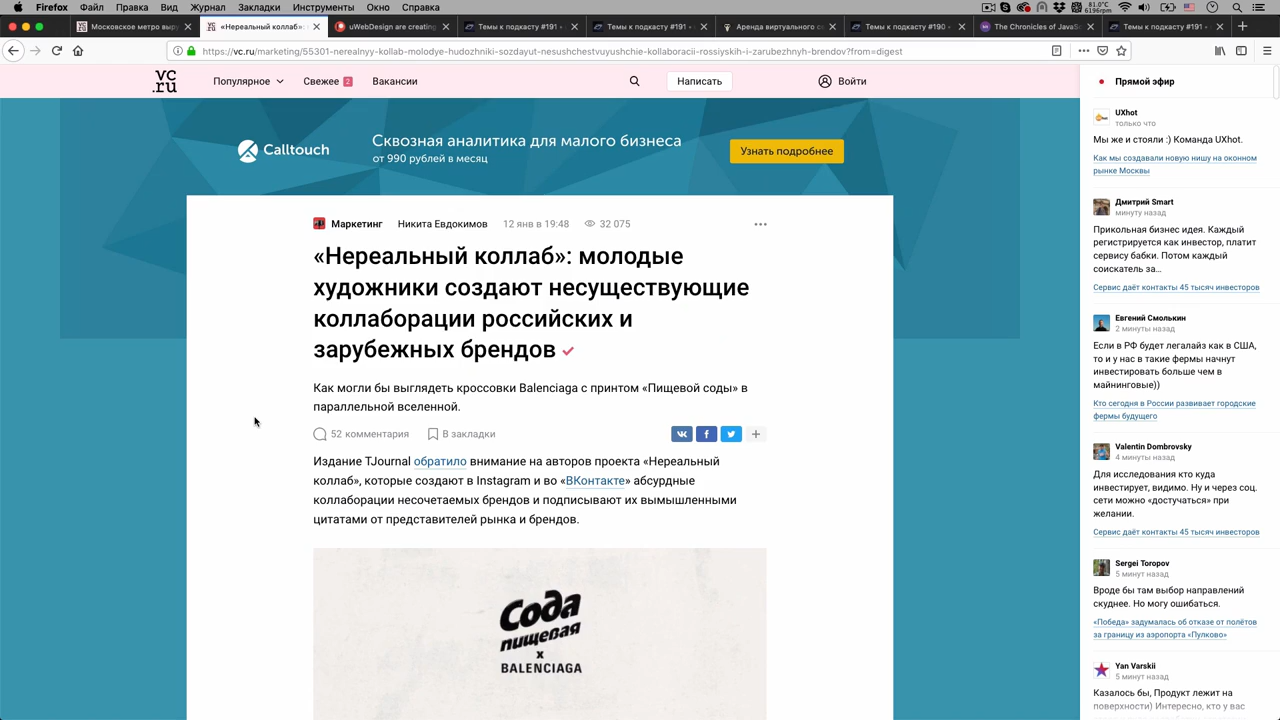 Firefox Файл Правка Вид Журнал Закладки Инструменты Окно Справка
81.0°C
6196rpm
Московское метро выру
«Нереальный коллаб»:
uWebDesign are creating
Темы к подкасту #191 -
Темы к подкасту #191 -
Аренда виртуального с
Темы к подкасту #190
The Chronicles of JavaSc
Темы к подкасту #191 -
https://vc.ru/marketing/55301-nerealnyy-kollab-molodye-hudozhniki-sozdayut-nesushchestvuyushchie-kollaboracii-rossiyskih-i-zarubezhnyh-brendov?from=digest
vc
.ru
Популярное
Свежее 2
Вакансии
Написать
Войти
Calltouch
Сквозная аналитика для малого бизнеса
от 990 рублей в месяц
Узнать подробнее
Маркетинг Никита Евдокимов 12 янв в 19:48 32 075
«Нереальный коллаб»: молодые
художники создают несуществующие
коллаборации российских и
зарубежных брендов
Как могли бы выглядеть кроссовки Balenciaga с принтом «Пищевой соды» в
параллельной вселенной.
52 комментария В закладки
Издание TJournal обратило внимание на авторов проекта «Нереальный
коллаб», которые создают в Instagram и во «ВКонтакте» абсурдные
коллаборации несочетаемых брендов и подписывают их вымышленными
цитатами от представителей рынка и брендов.
Сода
пищевая
x
BALENCIAGA
Прямой эфир
UXhot
только что
Мы же и стояли :) Команда UXhot.
Как мы создавали новую нишу на оконном
рынке Москвы
Дмитрий Smart
минуту назад
Прикольная бизнес идея. Каждый
регистрируется как инвестор, платит
сервису бабки. Потом каждый
соискатель за...
Сервис даёт контакты 45 тысяч инвесторов
Евгений Смолькин
2 минуты назад
Если в РФ будет легалайз как в США,
то и у нас в такие фермы начнут
инвестировать больше чем в
майнинговые))
Кто сегодня в России развивает городские
фермы будущего
Valentin Dombrovsky
4 минуты назад
Для исследования кто куда
инвестирует, видимо. Ну и через соц.
сети можно «достучаться» при
желании.
Сервис даёт контакты 45 тысяч инвесторов
Sergei Toropov
5 минут назад
Вроде бы там выбор направлений
скуднее. Но могу ошибаться.
«Победа» задумалась об отказе от полётов
за границу из аэропорта «Пулково»
Yan Varskii
5 минут назад
Казалось бы, Продукт лежит на
поверхности) Интересно, кто у вас